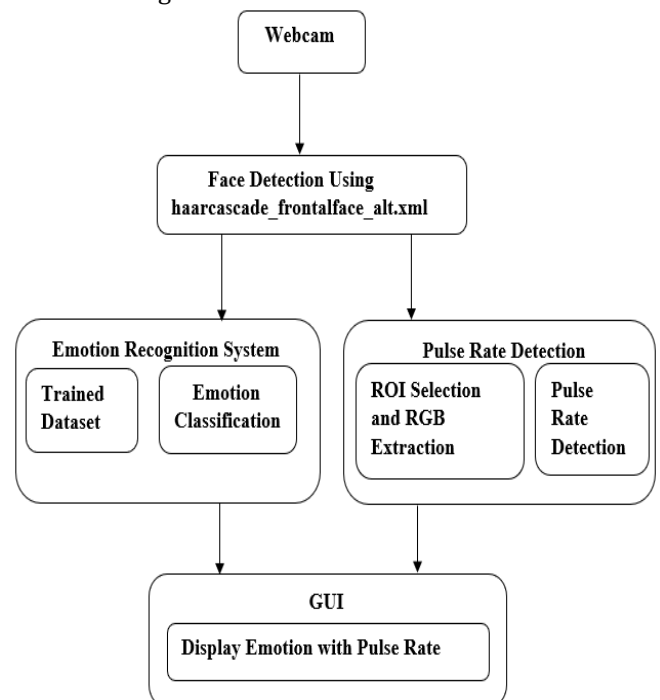 Webcam
Face Detection Using
haarcascade_frontalface_alt.xml
Emotion Recognition System
Trained
Dataset
Emotion
Classification
Pulse Rate Detection
ROI Selection
and RGB
Extraction
Pulse
Rate
Detection
GUI
Display Emotion with Pulse Rate